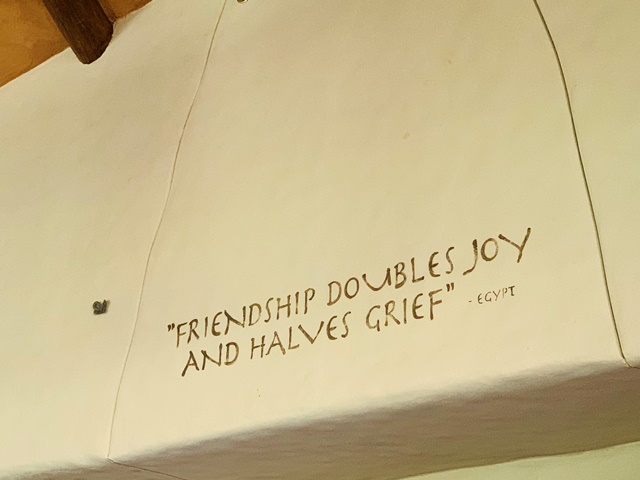 "FRIENDSHIP DOUBLES JOY
AND HALVES GRIEF" - EGYPT